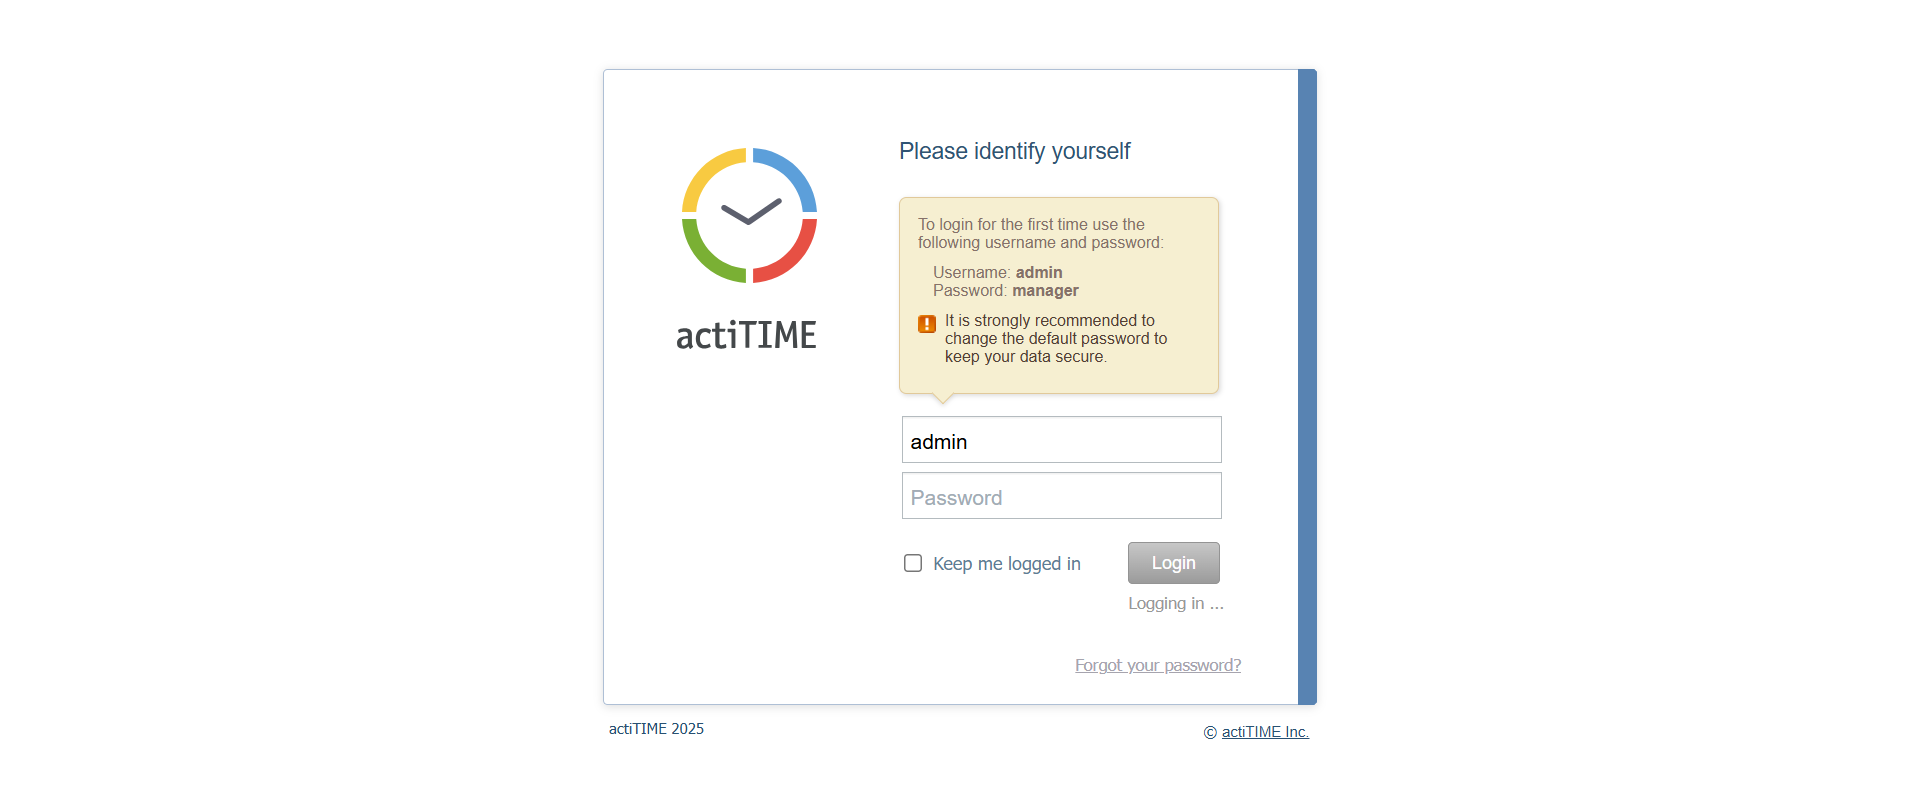 Please identify yourself
To login for the first time use the
following username and password:
Username: admin
Password: manager
It is strongly recommended to
change the default password to
keep your data secure.
actiTIME
admin
Password
Keep me logged in
Login
Logging in ...
Forgot your password?
actiTIME 2025
© actiTIME Inc.